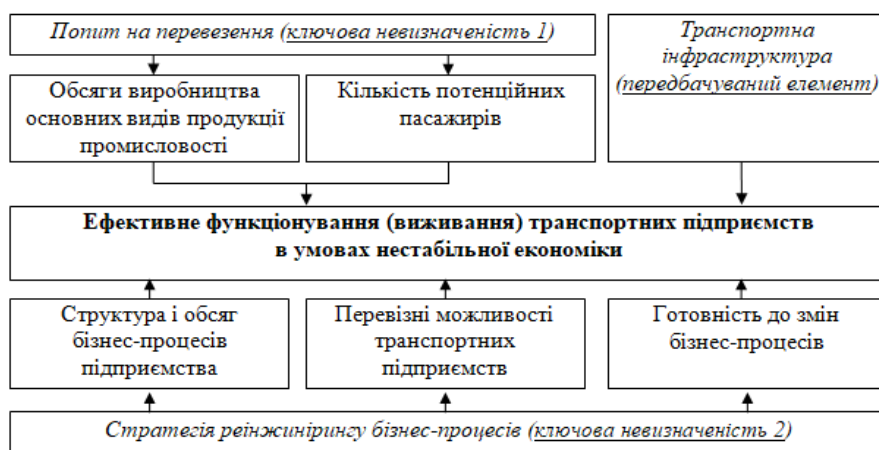 Попит на перевезення (ключова невизначеність 1)
Транспортна
інфраструктура
(передбачуваний елемент)
Обсяги виробництва
основних видів продукції
промисловості
Кількість потенційних
пасажирів
Ефективне функціонування (виживання) транспортних підприємств
в умовах нестабільної економіки
Структура і обсяг
бізнес-процесів
підприємства
Перевізні можливості
транспортних
підприємств
Готовність до змін
бізнес-процесів
Стратегія реінжинірингу бізнес-процесів (ключова невизначеність 2)